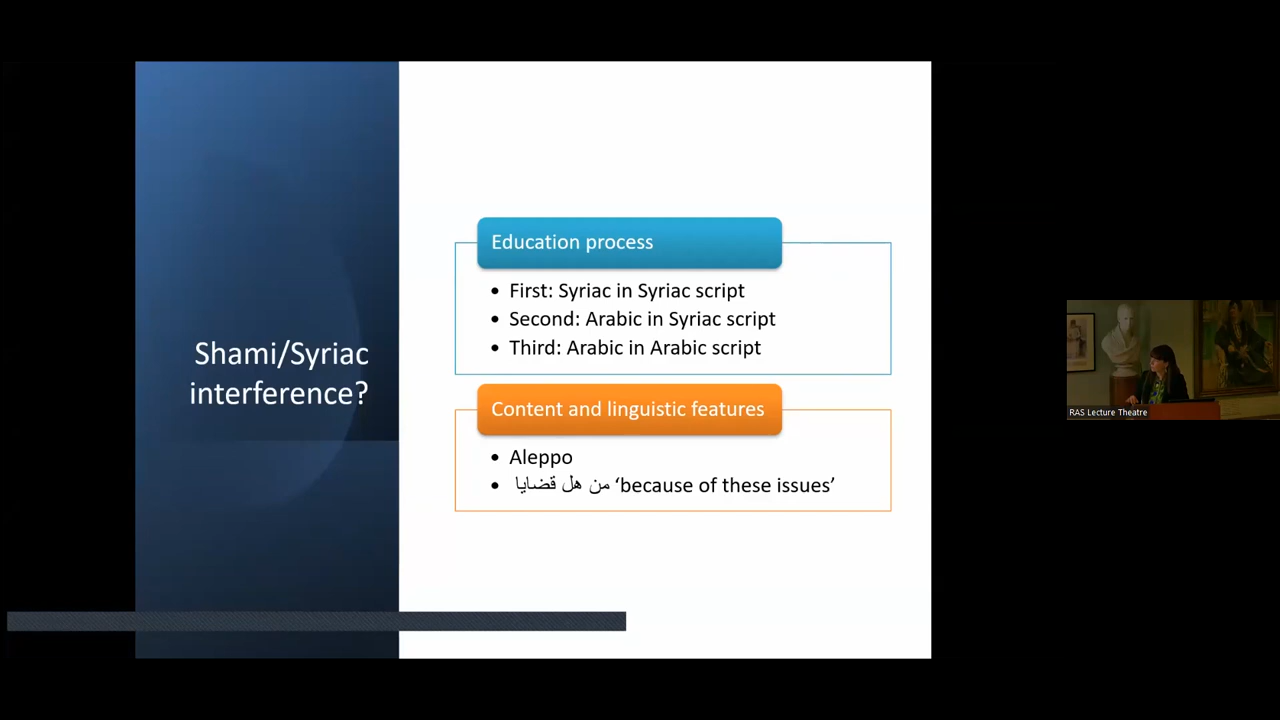 Shami/Syriac
interference?
Education process
• First: Syriac in Syriac script
• Second: Arabic in Syriac script
• Third: Arabic in Arabic script
Content and linguistic features
• Aleppo
• من هل قضايا ‘because of these issues’
RAS Lecture Theatre